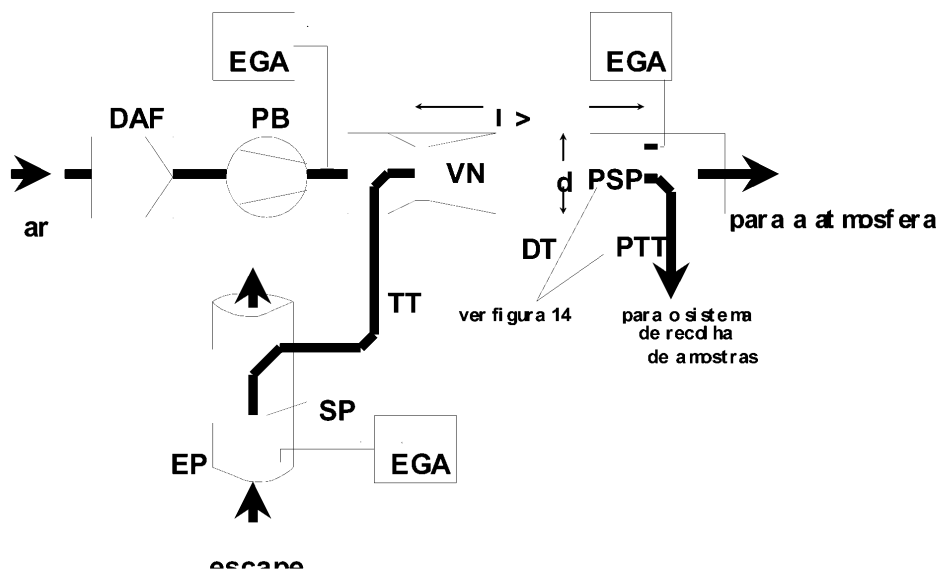 EGA
EGA
l >
DAF
PB
VN
d
PSP
ar
para a atmosfera
DT
PTT
TT
ver figura 14
para o sistema
de recolha
de amostras
SP
EP
EGA
escape